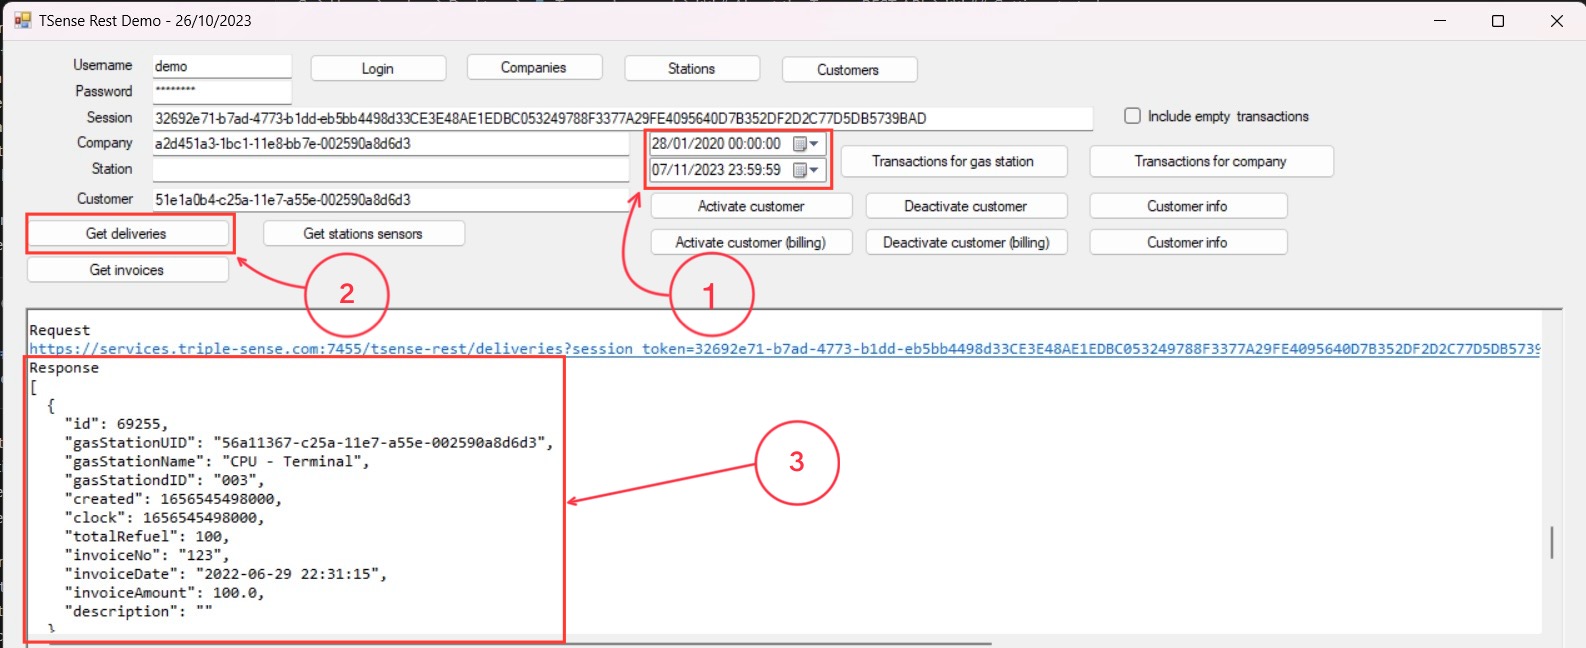 TSense Rest Demo - 26/10/2023
Username demo Login Companies Stations Customers
Password ********
Session 32692e71-b7ad-4773-b1dd-eb5bb4498d33CE3E48AE1EDBC053249788F3377A29FE4095640D7B352DF2D2C77D5DB5739BAD Include empty transactions
Company a2d451a3-1bc1-11e8-bb7e-002590a8d6d3 28/01/2020 00:00:00
Station 07/11/2023 23:59:59 Transactions for gas station Transactions for company
Customer 51e1a0b4-c25a-11e7-a55e-002590a8d6d3 Activate customer Deactivate customer Customer info
Get deliveries Get stations sensors Activate customer (billing) Deactivate customer (billing) Customer info
Get invoices
2 1
Request
https://services.triple-sense.com:7455/tsense-rest/deliveries?session_token=32692e71-b7ad-4773-b1dd-eb5bb4498d33CE3E48AE1EDBC053249788F3377A29FE4095640D7B352DF2D2C77D5DB5739
Response
[
{
"id": 69255,
"gasStationUID": "56a11367-c25a-11e7-a55e-002590a8d6d3",
"gasStationName": "CPU - Terminal",
"gasStationdID": "003",
"created": 1656545498000,
"clock": 1656545498000,
"totalRefuel": 100,
"invoiceNo": "123",
"invoiceDate": "2022-06-29 22:31:15",
"invoiceAmount": 100.0,
"description": ""
}
3